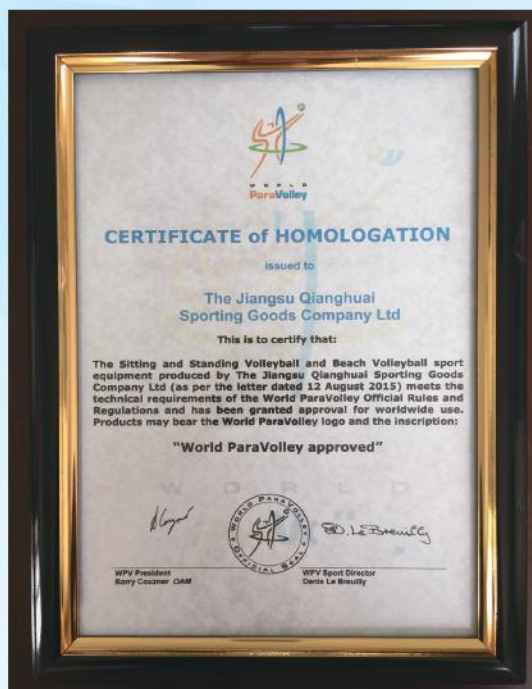 WORLD
ParaVolley
CERTIFICATE of HOMOLOGATION
issued to
The Jiangsu Qianghuai
Sporting Goods Company Ltd
This is to certify that:
The Sitting and Standing Volleyball and Beach Volleyball sport
equipment produced by The Jiangsu Qianghuai Sporting Goods
Company Ltd (as per the letter dated 12 August 2015) meets the
technical requirements of the World ParaVolley Official Rules and
Regulations and has been granted approval for worldwide use.
Products may bear the World ParaVolley logo and the inscription:
"World ParaVolley approved"
WORLD
WORLD PARAVOLLEY
OFFICIAL SEAL
D. Le Breuilly
WPV President
Barry Couzner OAM
WPV Sport Director
Denis Le Breuilly